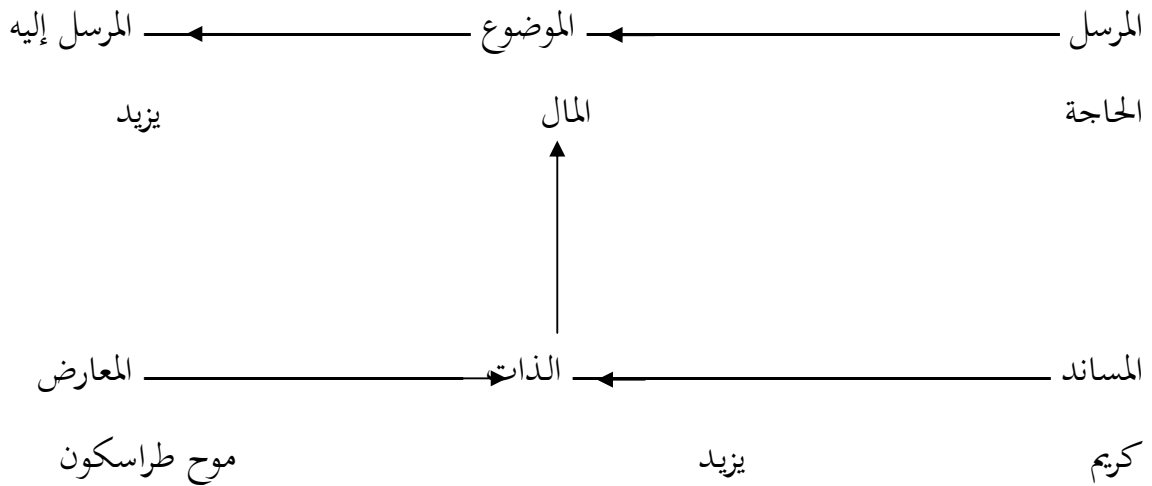 المرسل الموضوع المرسل إليه
الحاجة المال يزيد
المساند الذات المعارض
كريم يزيد موح طراسكون